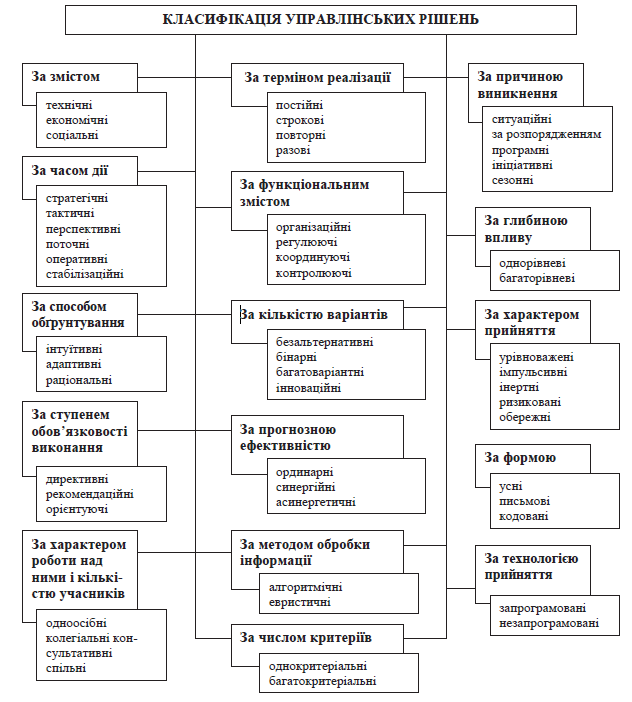 КЛАСИФІКАЦІЯ УПРАВЛІНСЬКИХ РІШЕНЬ
За змістом
технічні
економічні
соціальні
За часом дії
стратегічні
тактичні
перспективні
поточні
оперативні
стабілізаційні
За способом
обґрунтування
інтуїтивні
адаптивні
раціональні
За ступенем
обов’язковості
виконання
директивні
рекомендаційні
орієнтуючі
За характером
роботи над
ними і кількі-
стю учасників
одноосібні
колегіальні кон-
сультативні
спільні
За терміном реалізації
постійні
строкові
повторні
разові
За функціональним
змістом
організаційні
регулюючі
координуючі
контролюючі
За кількістю варіантів
безальтернативні
бінарні
багатоваріантні
інноваційні
За прогнозною
ефективністю
ординарні
синергійні
асинергетичні
За методом обробки
інформації
алгоритмічні
евристичні
За числом критеріїв
однокритеріальні
багатокритеріальні
За причиною
виникнення
ситуаційні
за розпорядженням
програмні
ініціативні
сезонні
За глибиною
впливу
однорівневі
багаторівневі
За характером
прийняття
урівноважені
імпульсивні
інертні
ризиковані
обережні
За формою
усні
письмові
кодовані
За технологією
прийняття
запрограмовані
незапрограмовані